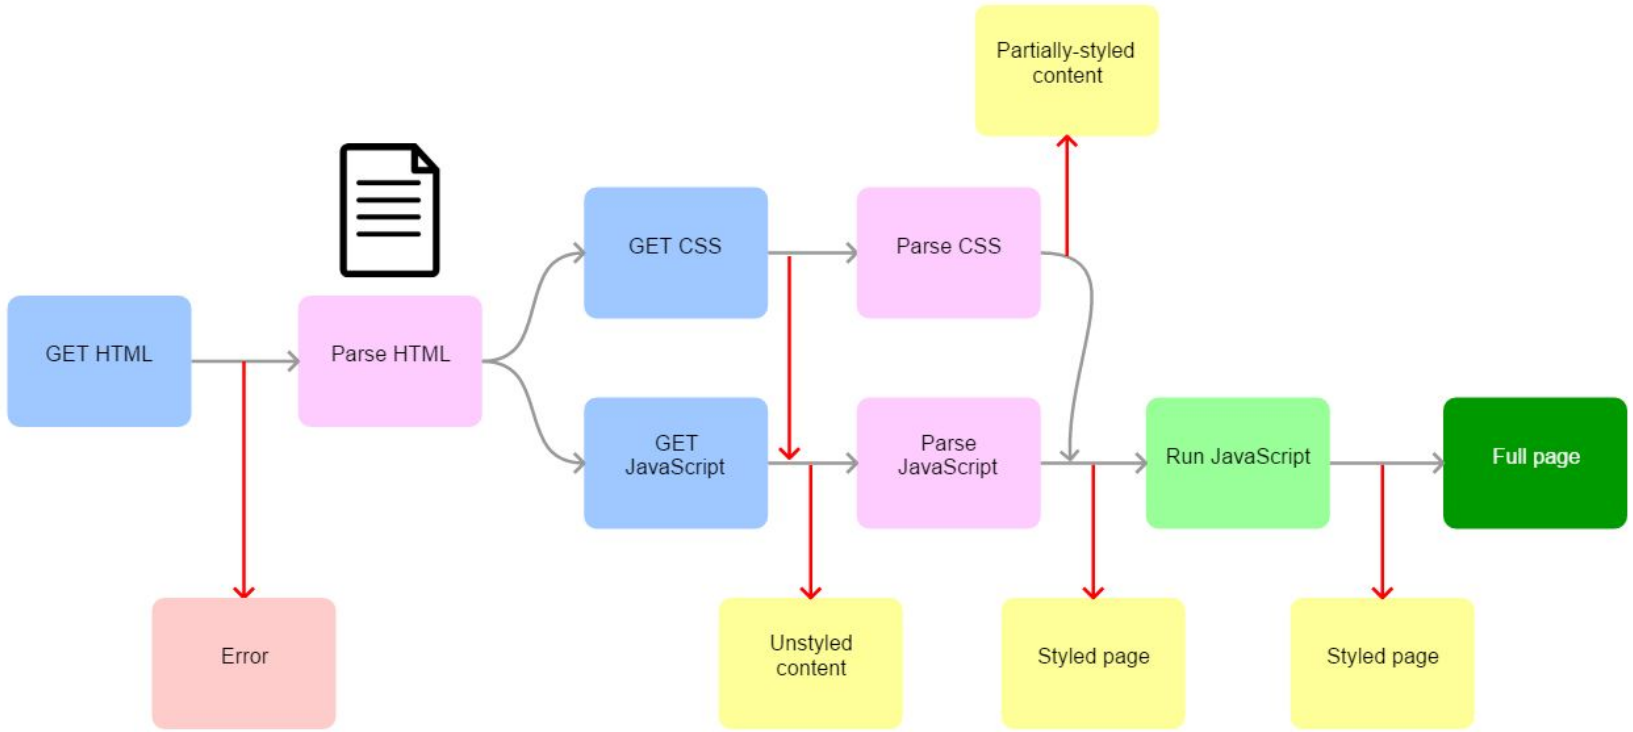 Partially-styled
content
GET CSS
Parse CSS
GET HTML
Parse HTML
GET
JavaScript
Parse
JavaScript
Run JavaScript
Full page
Error
Unstyled
content
Styled page
Styled page